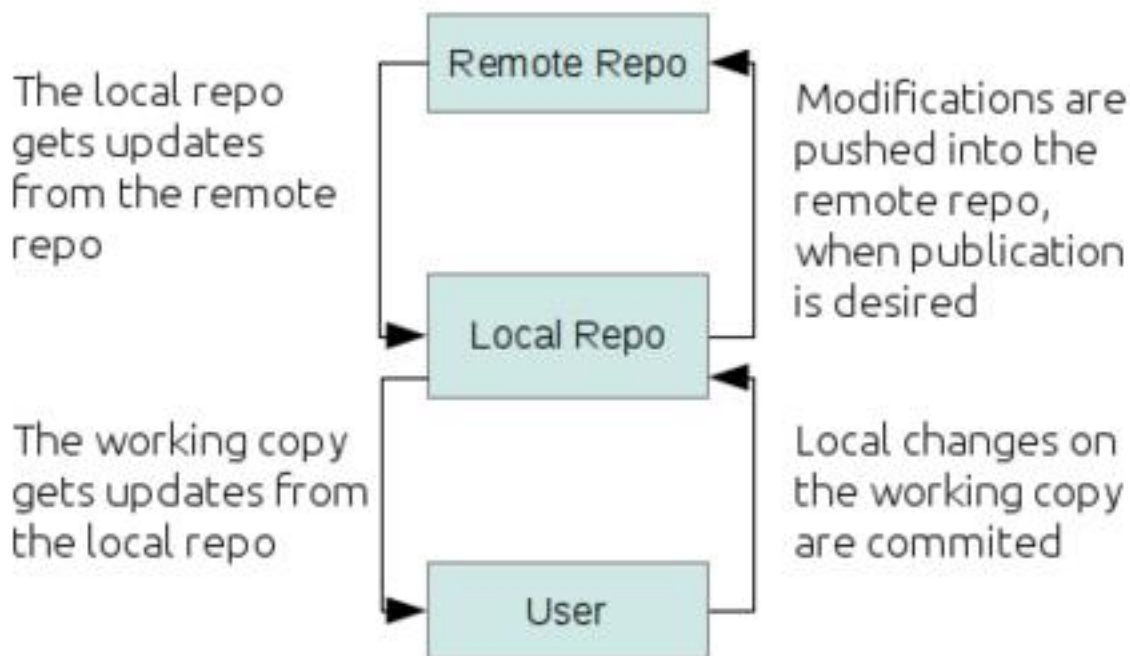 Remote Repo
The local repo
gets updates
from the remote
repo
Modifications are
pushed into the
remote repo,
when publication
is desired
Local Repo
The working copy
gets updates from
the local repo
Local changes on
the working copy
are commited
User